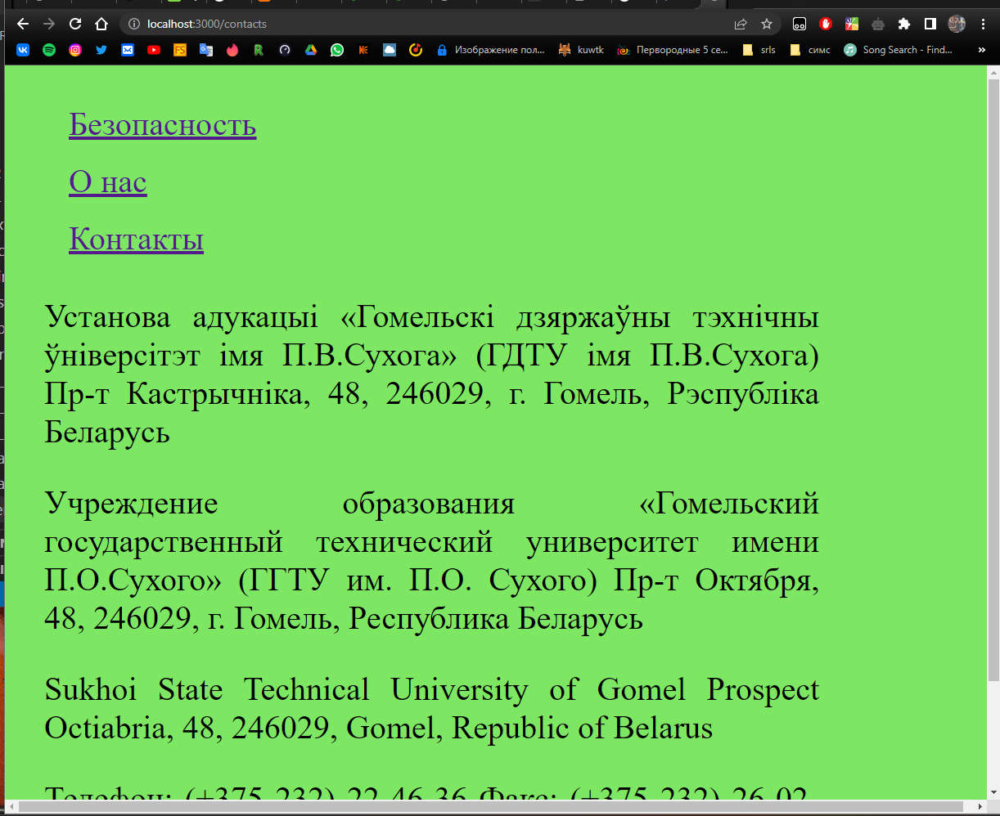 localhost:3000/contacts
Изображение пол... kuwtk Первородные 5 се... srls симс Song Search - Find... »
Безопасность
О нас
Контакты
Установа адукацыі «Гомельскі дзяржаўны тэхнічны
ўніверсітэт імя П.В.Сухога» (ГДТУ імя П.В.Сухога)
Пр-т Кастрычніка, 48, 246029, г. Гомель, Рэспубліка
Беларусь
Учреждение образования «Гомельский
государственный технический университет имени
П.О.Сухого» (ГГТУ им. П.О. Сухого) Пр-т Октября,
48, 246029, г. Гомель, Республика Беларусь
Sukhoi State Technical University of Gomel Prospect
Octiabria, 48, 246029, Gomel, Republic of Belarus
Телефон: (+375 232) 22 46 36 Факс: (+375 232) 26 02